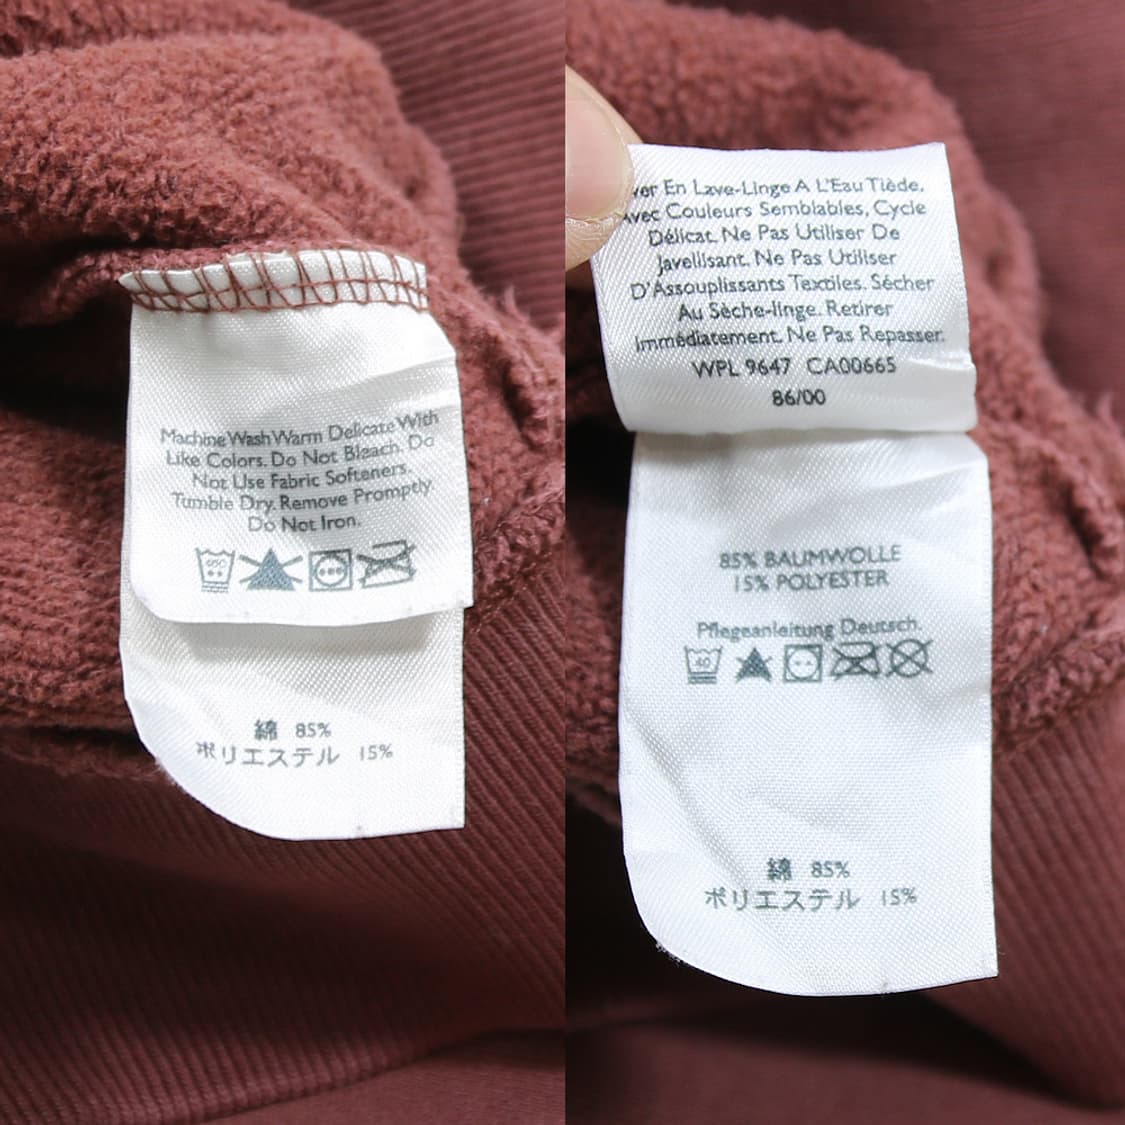 Machine Wash Warm Delicate With
Like Colors. Do Not Bleach. Do
Not Use Fabric Softeners.
Tumble Dry. Remove Promptly
Do Not Iron.
綿 85%
ポリエステル 15%
En Lave-Linge A L'Eau Tiède,
Avec Couleurs Semblables, Cycle
Délicat. Ne Pas Utiliser De
Javellisant. Ne Pas Utiliser
D'Assouplissants Textiles. Sécher
Au Sèche-linge. Retirer
Immédiatement. Ne Pas Repasser.
WPL 9647 CA00665
86/00
85% BAUMWOLLE
15% POLYESTER
Pflegeanleitung Deutsch.
40
綿 85%
ポリエステル 15%